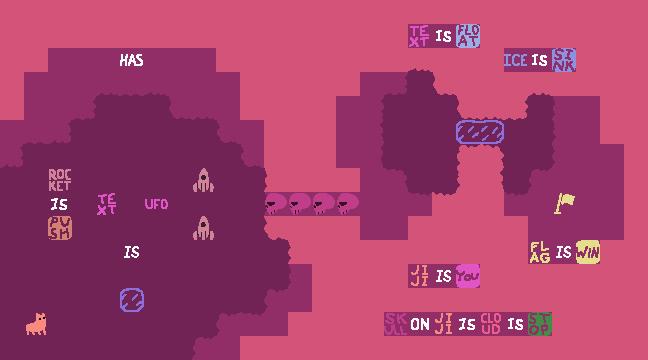 TEXT IS FLOAT
ICE IS SINK
HAS
ROCKET
IS TEXT UFO
PUSH
IS
FLAG IS WIN
JIJI IS YOU
SKULL ON JIJI IS CLOUD IS STOP